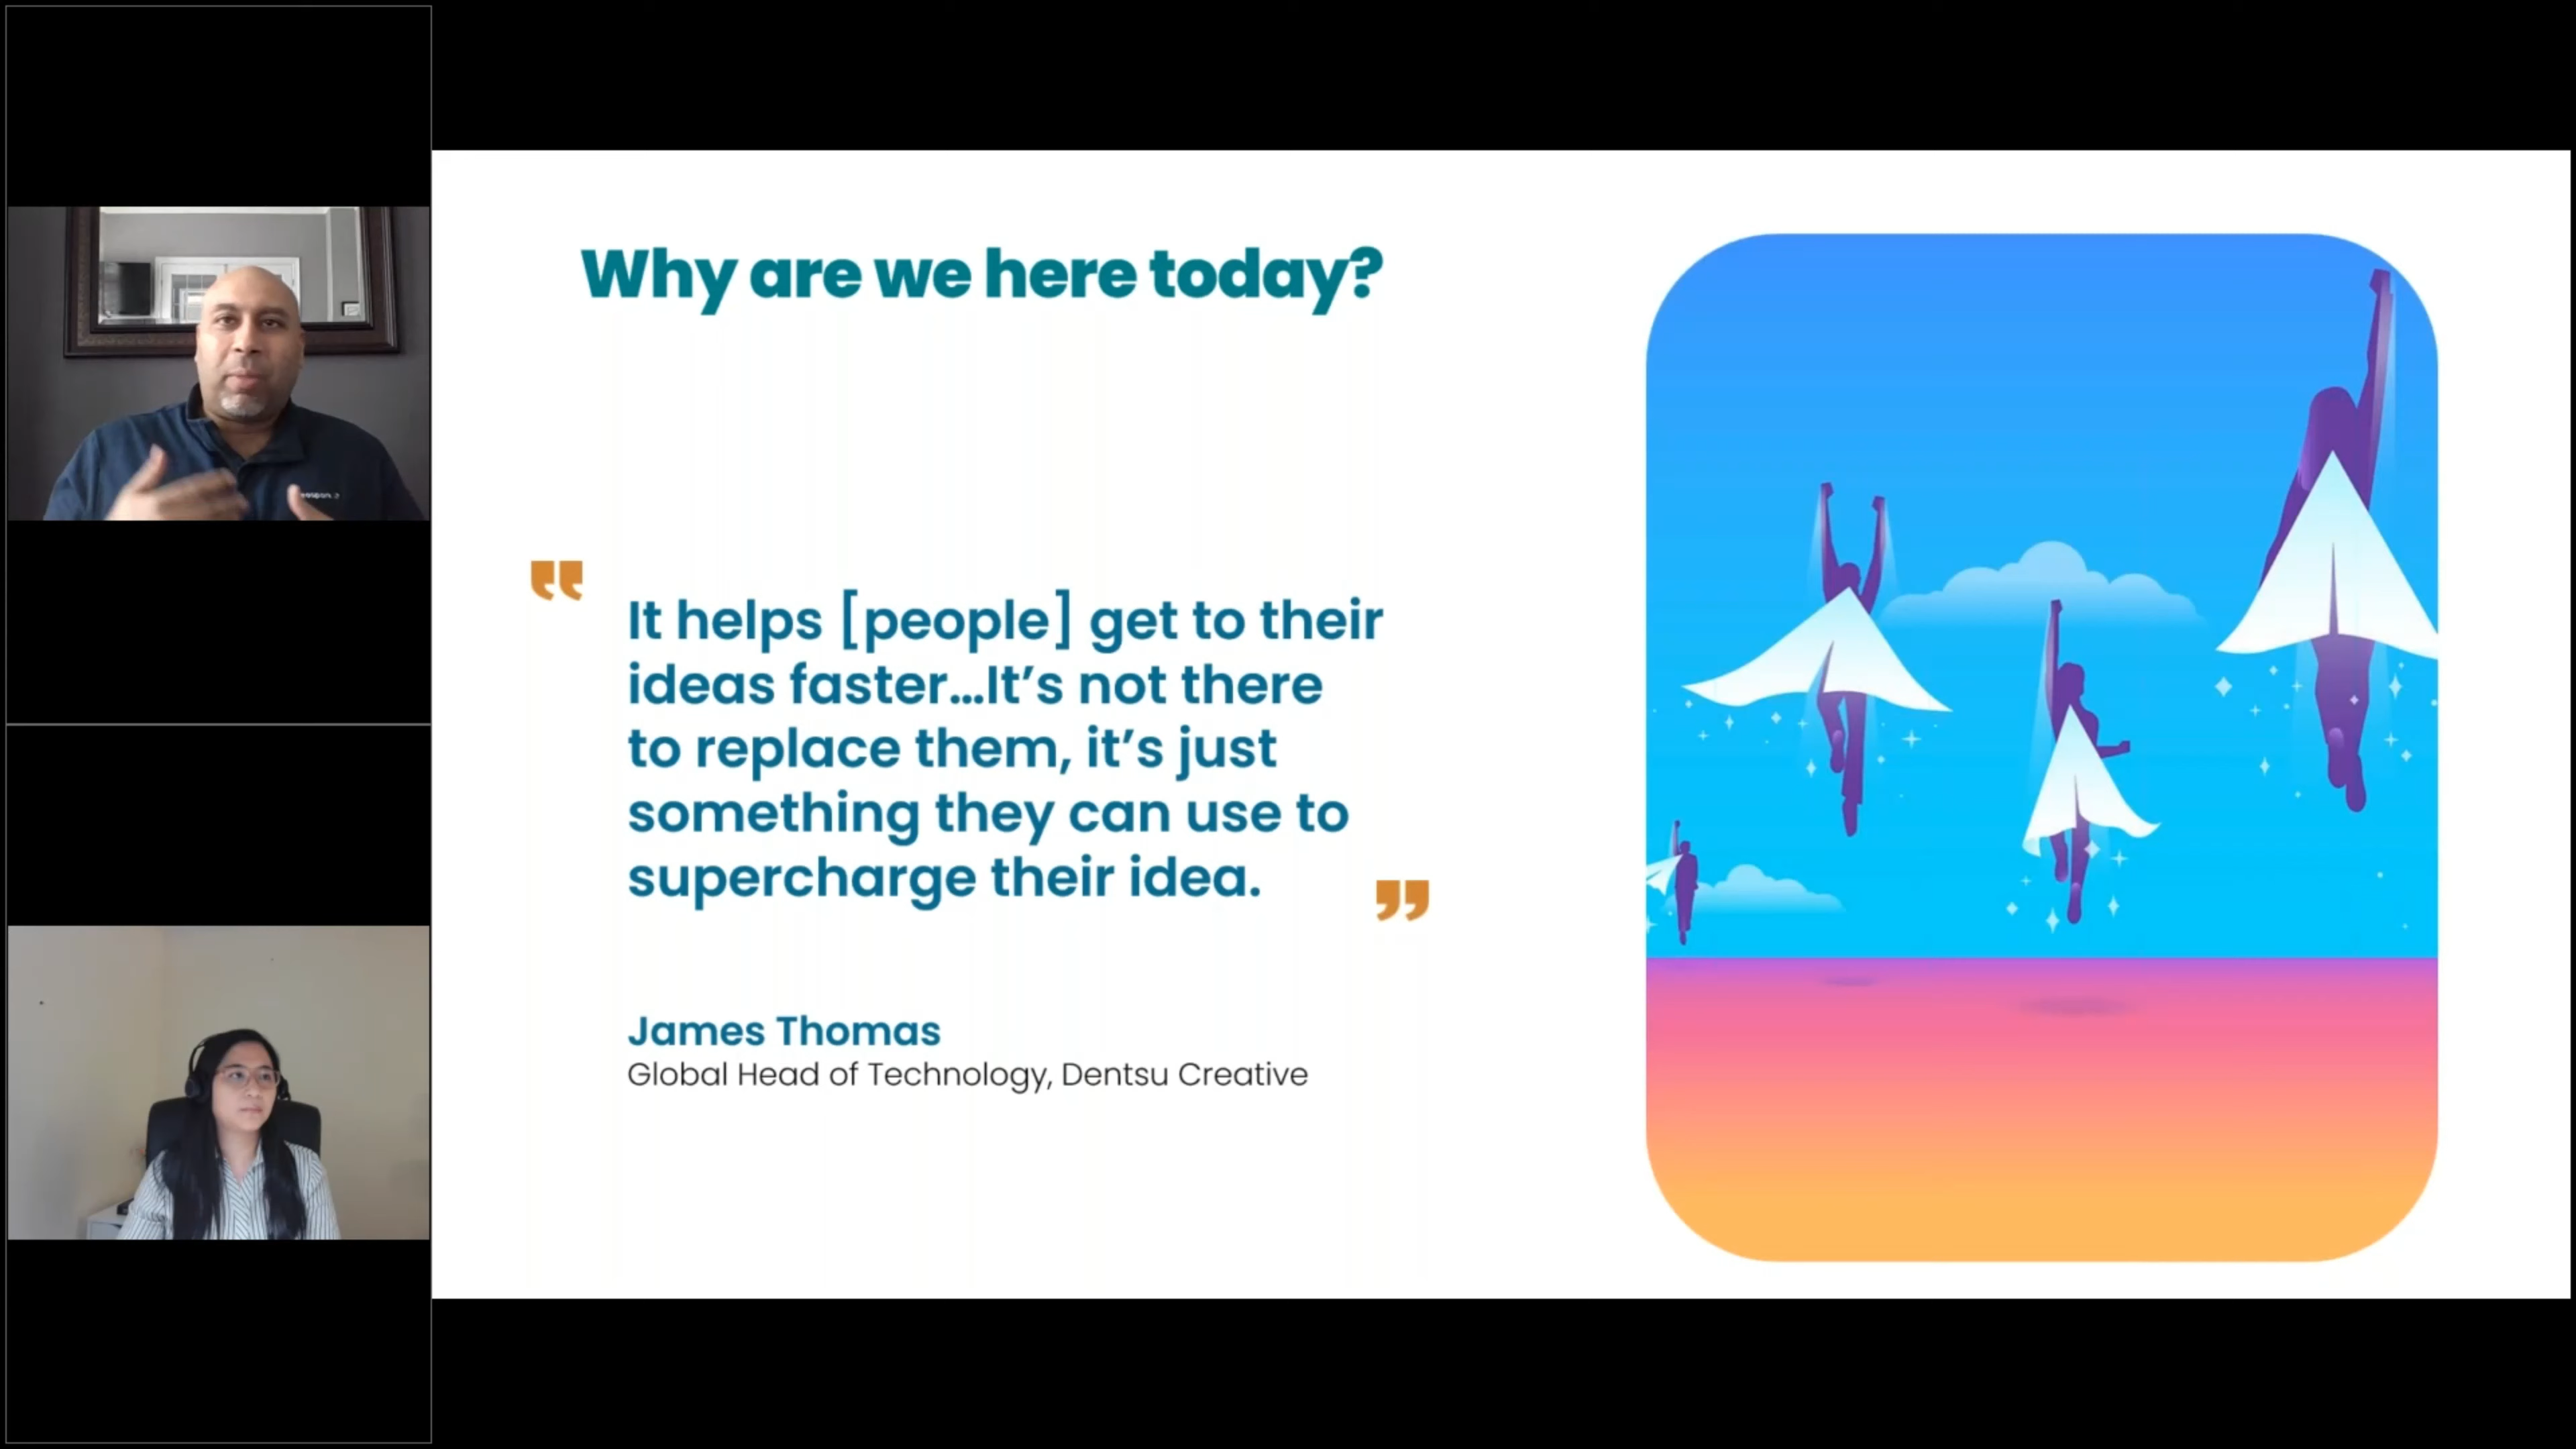 Why are we here today?
“
It helps [people] get to their
ideas faster...It’s not there
to replace them, it’s just
something they can use to
supercharge their idea.
”
James Thomas
Global Head of Technology, Dentsu Creative